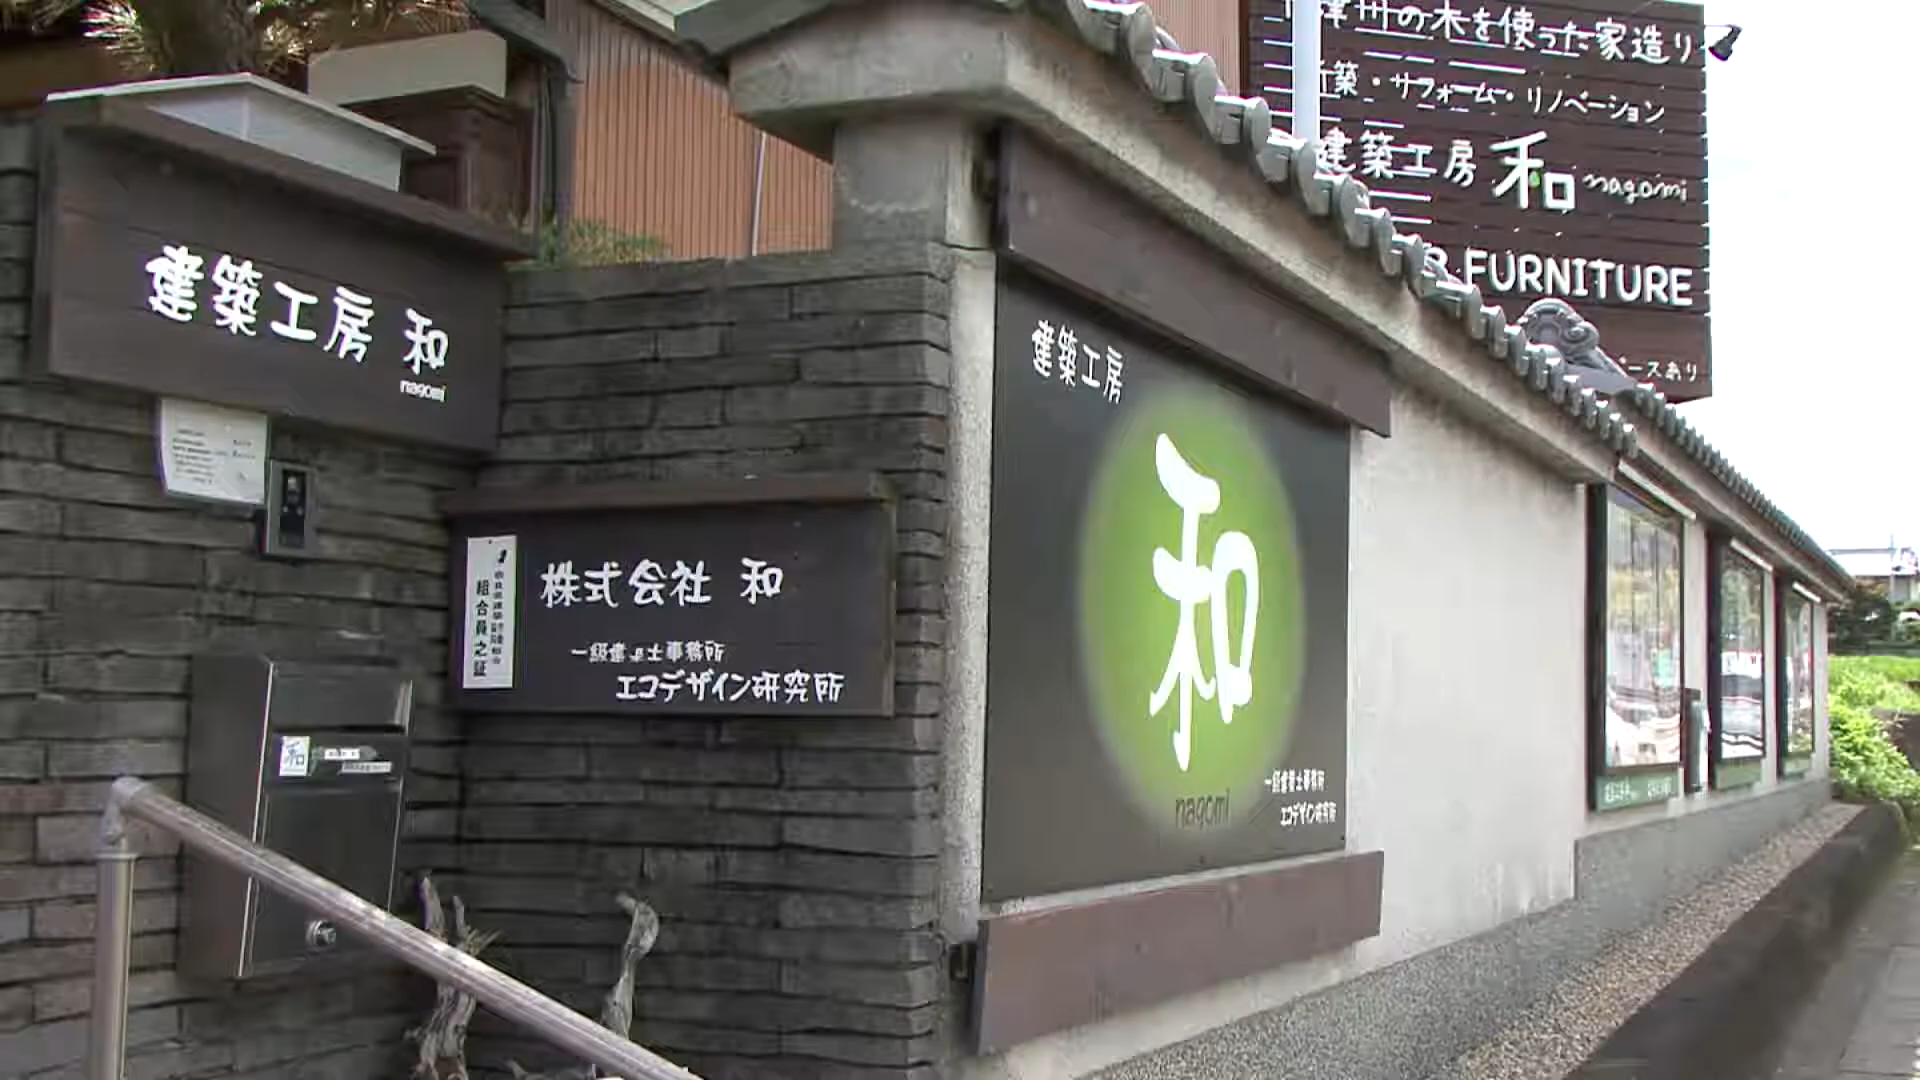 建築工房 和
nagomi
株式会社 和
一級建築士事務所
エコデザイン研究所
組合員之証
建築工房
和
nagomi
一級建築士事務所
エコデザイン研究所
の木を使った家造り
築・リフォーム・リノベーション
建築工房 和 nagomi
FURNITURE
ースあり
和